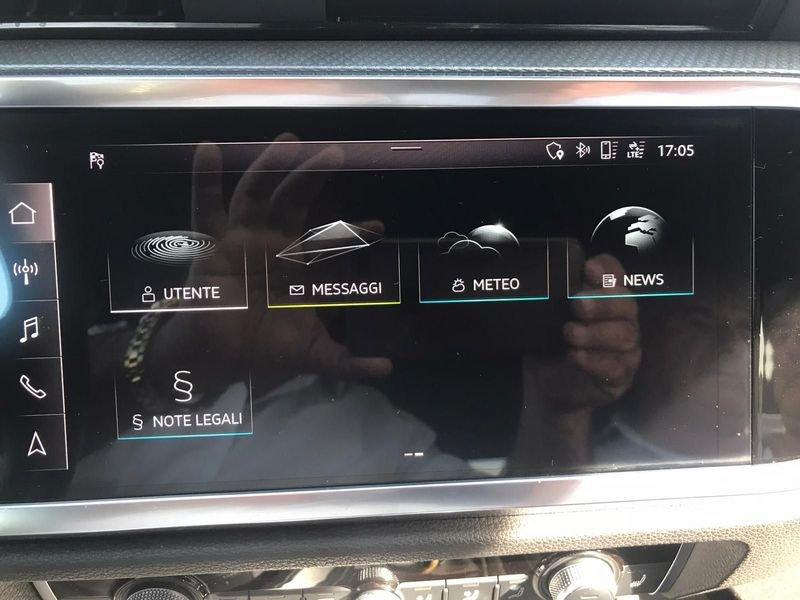 LTE 17:05
UTENTE MESSAGGI METEO NEWS
§
§ NOTE LEGALI